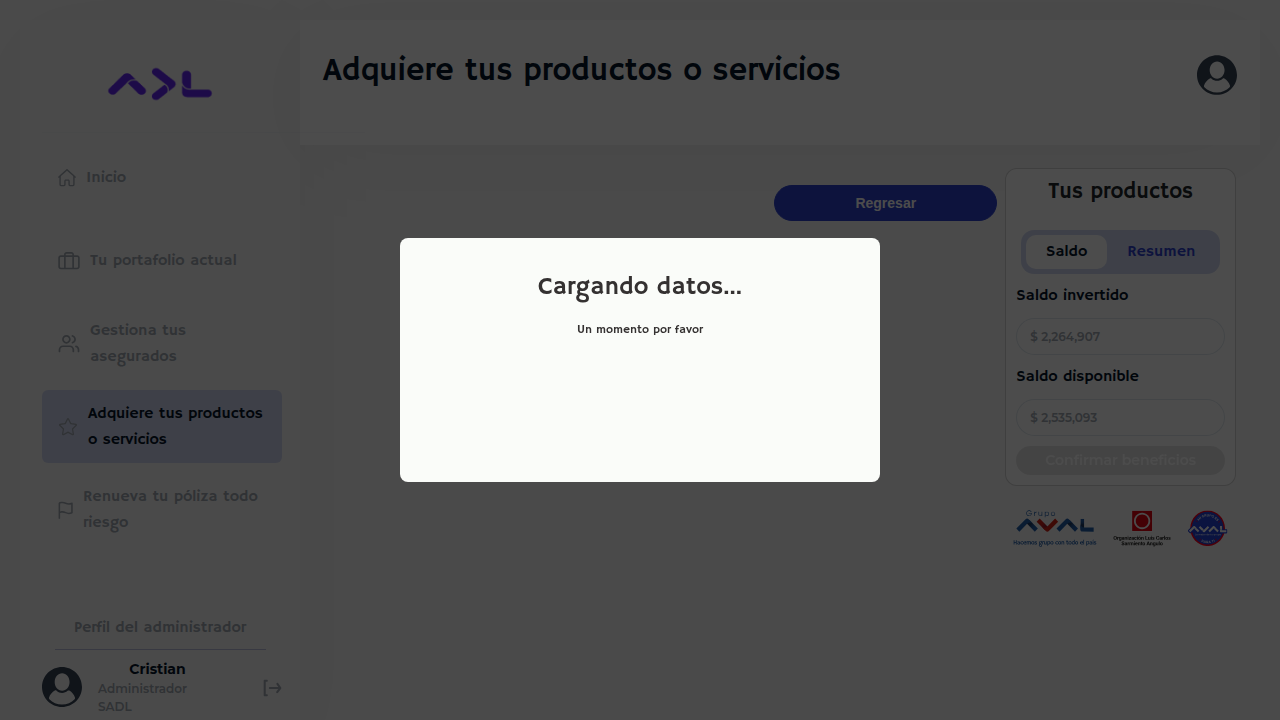 ADL
Adquiere tus productos o servicios
Inicio
Tu portafolio actual
Gestiona tus
asegurados
Adquiere tus productos
o servicios
Renueva tu póliza todo
riesgo
Perfil del administrador
Cristian
Administrador
SADL
Regresar
Cargando datos...
Un momento por favor
Tus productos
Saldo
Resumen
Saldo invertido
$ 2,264,907
Saldo disponible
$ 2,535,093
Confirmar beneficios
Grupo
AVAL
Hacemos grupo con todo el país
Organización Luis Carlos
Sarmiento Angulo
AVAL